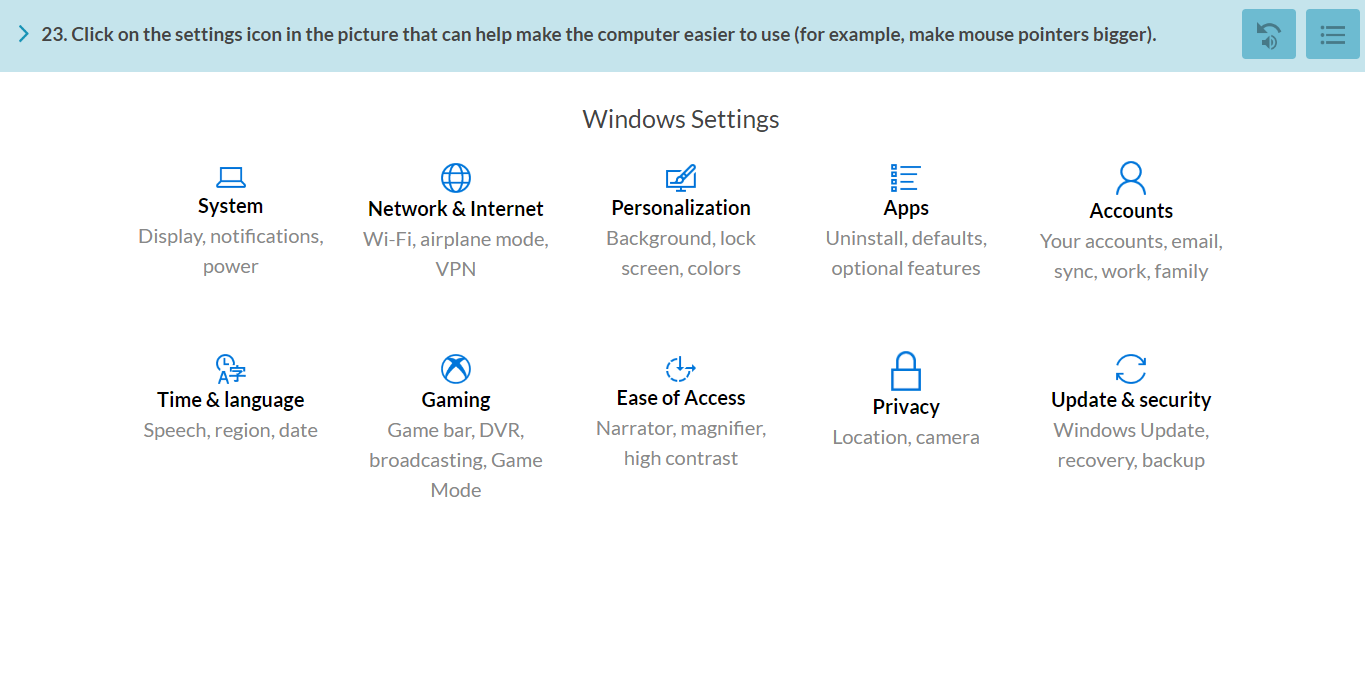 23. Click on the settings icon in the picture that can help make the computer easier to use (for example, make mouse pointers bigger).
Windows Settings
System
Display, notifications,
power
Network & Internet
Wi-Fi, airplane mode,
VPN
Personalization
Background, lock
screen, colors
Apps
Uninstall, defaults,
optional features
Accounts
Your accounts, email,
sync, work, family
Time & language
Speech, region, date
Gaming
Game bar, DVR,
broadcasting, Game
Mode
Ease of Access
Narrator, magnifier,
high contrast
Privacy
Location, camera
Update & security
Windows Update,
recovery, backup